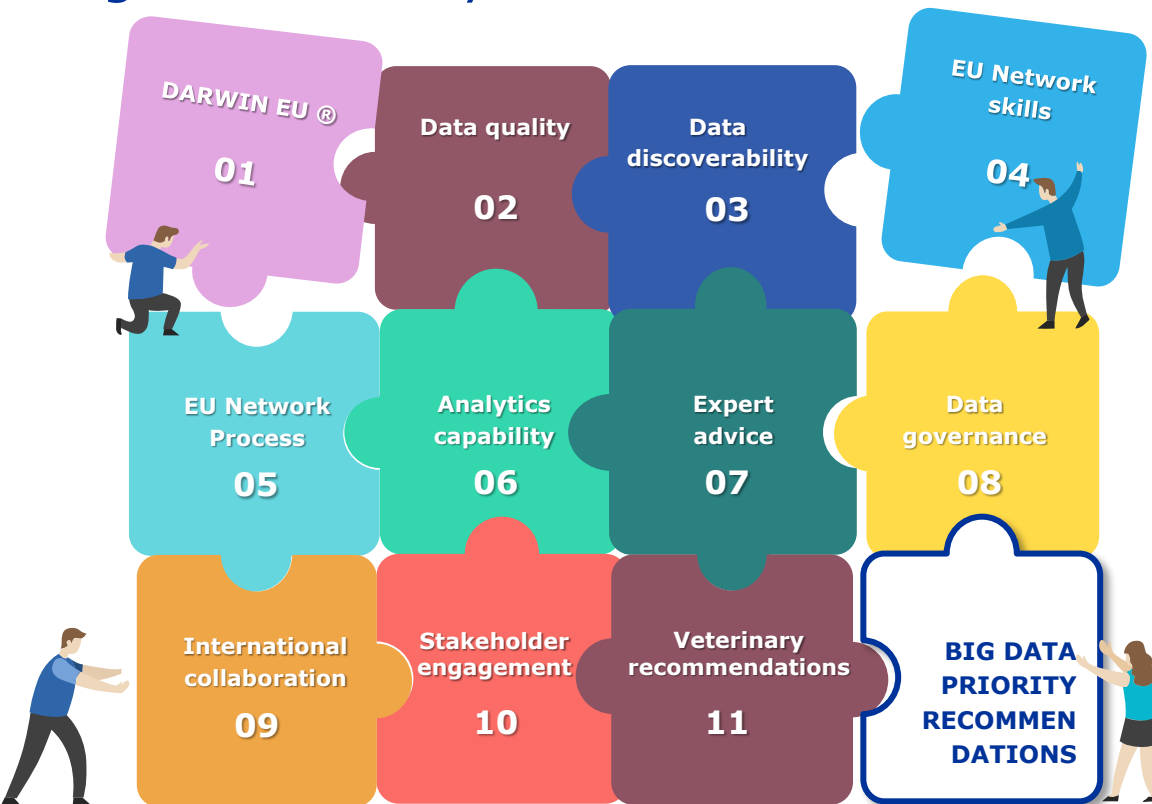 DARWIN EU ®
01
Data quality
02
Data
discoverability
03
EU Network
skills
04
EU Network
Process
05
Analytics
capability
06
Expert
advice
07
Data
governance
08
International
collaboration
09
Stakeholder
engagement
10
Veterinary
recommendations
11
BIG DATA
PRIORITY
RECOMMEN
DATIONS